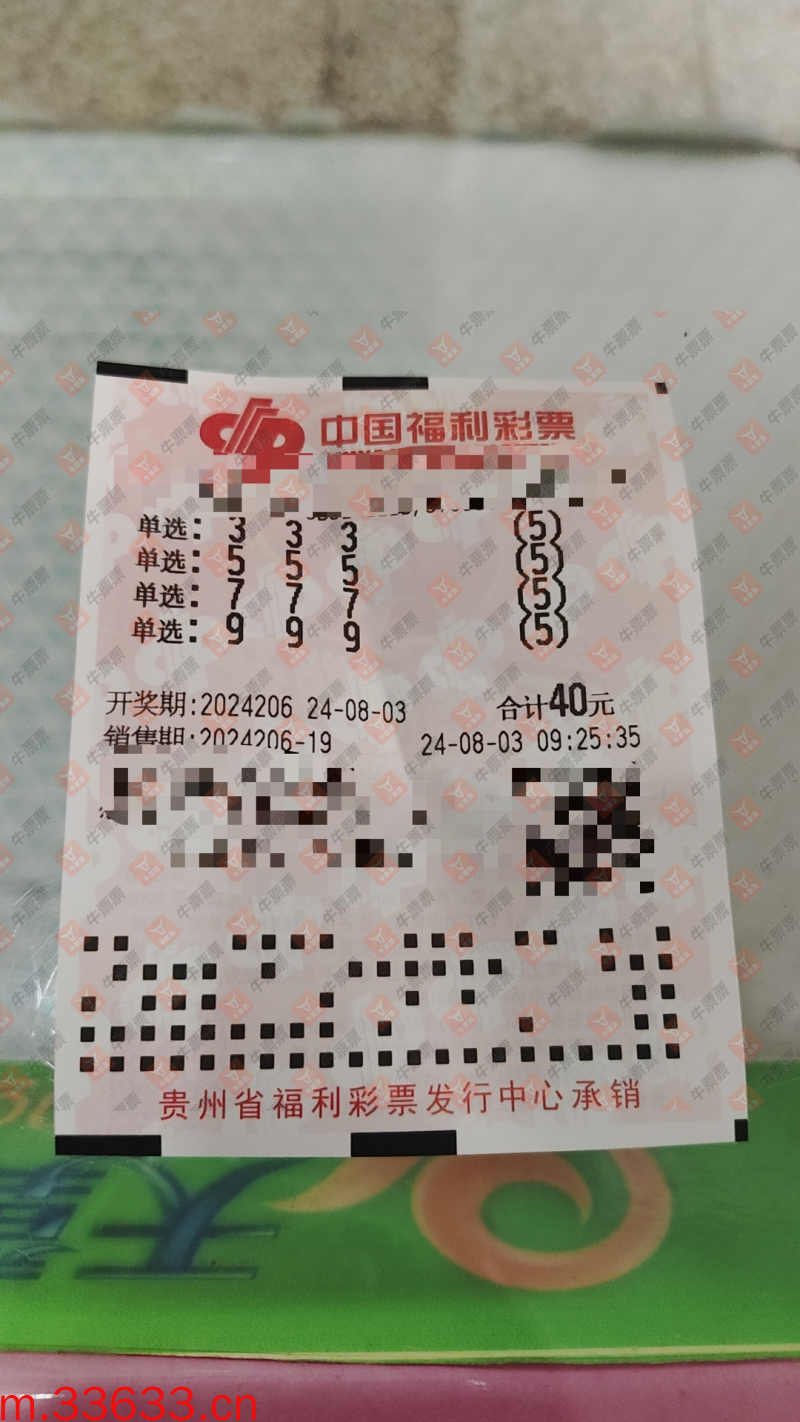 中国福利彩票
单选: 3 3 3 (5)
单选: 5 5 5 (5)
单选: 7 7 7 (5)
单选: 9 9 9 (5)
开奖期:2024206 24-08-03 合计40元
销售期:2024206-19 24-08-03 09:25:35
贵州省福利彩票发行中心承销
牛票票
m.33633.cn